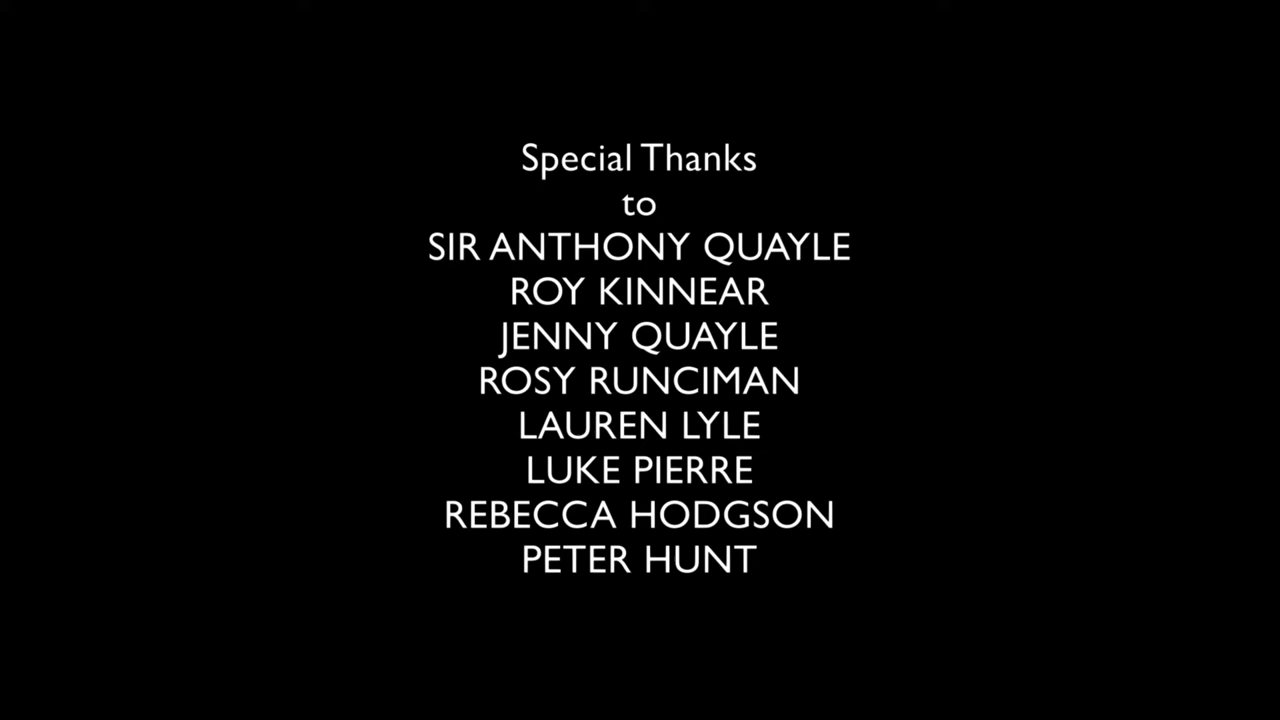 Special Thanks
to
SIR ANTHONY QUAYLE
ROY KINNEAR
JENNY QUAYLE
ROSY RUNCIMAN
LAUREN LYLE
LUKE PIERRE
REBECCA HODGSON
PETER HUNT